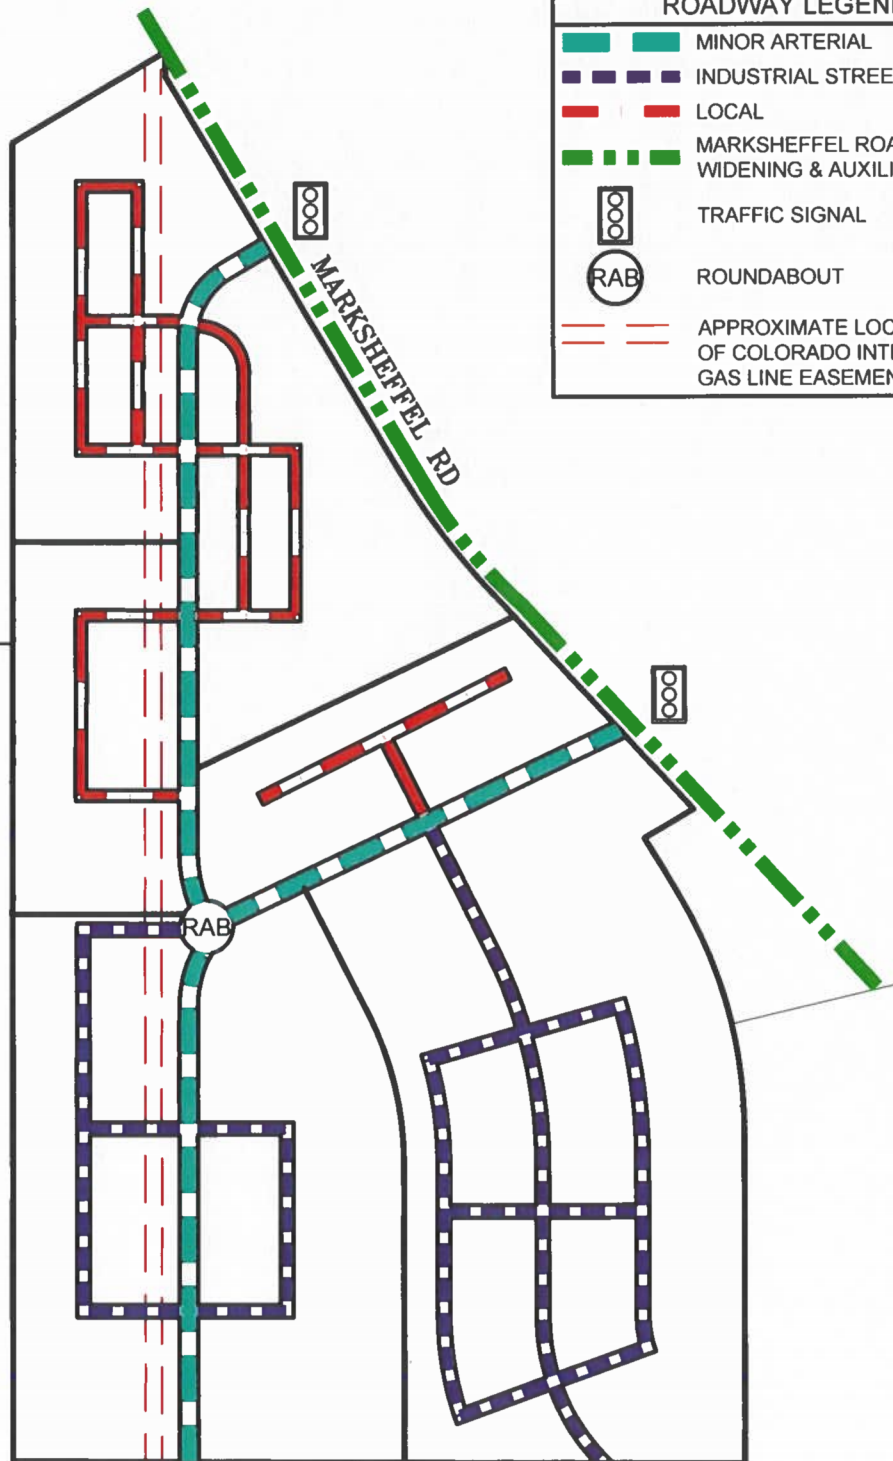 ROADWAY LEGEN
MINOR ARTERIAL
INDUSTRIAL STREE
LOCAL
MARKSHEFFEL ROA
WIDENING & AUXILI
TRAFFIC SIGNAL
RAB
ROUNDABOUT
APPROXIMATE LOC
OF COLORADO INTE
GAS LINE EASEMEN
MARKSHEFFEL RD
RAB